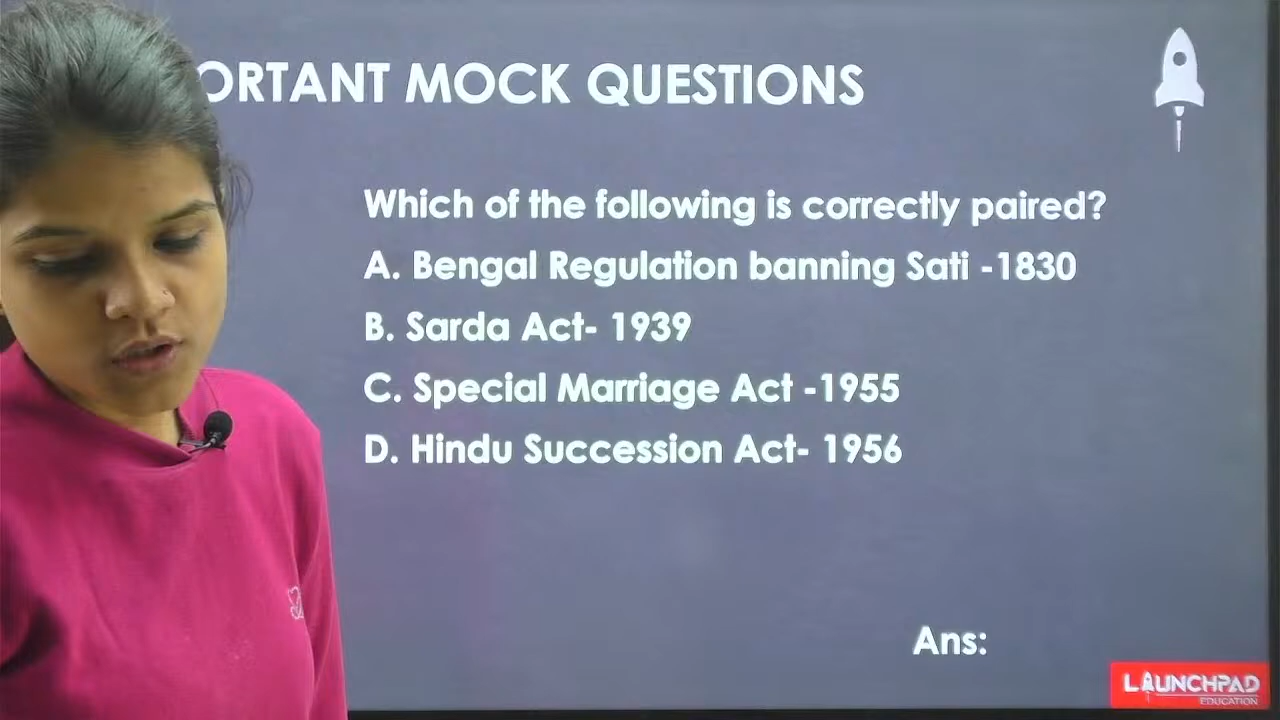 ORTANT MOCK QUESTIONS
Which of the following is correctly paired?
A. Bengal Regulation banning Sati -1830
B. Sarda Act- 1939
C. Special Marriage Act -1955
D. Hindu Succession Act- 1956
Ans:
LAUNCHPAD
EDUCATION